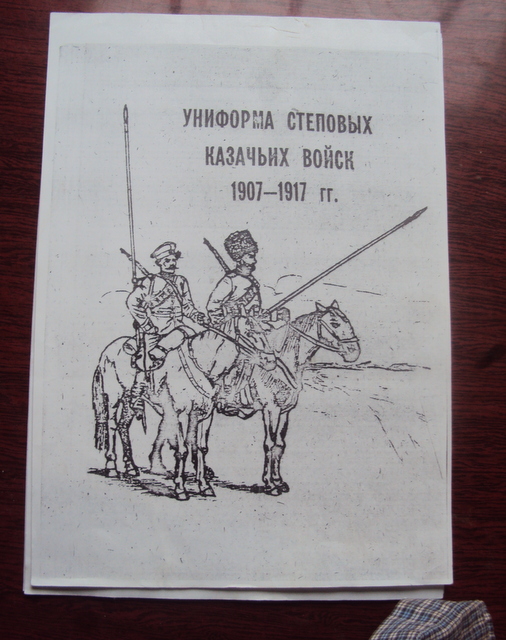 УНИФОРМА СТЕПОВЫХ
КАЗАЧЬИХ ВОЙСК
1907—1917 гг.